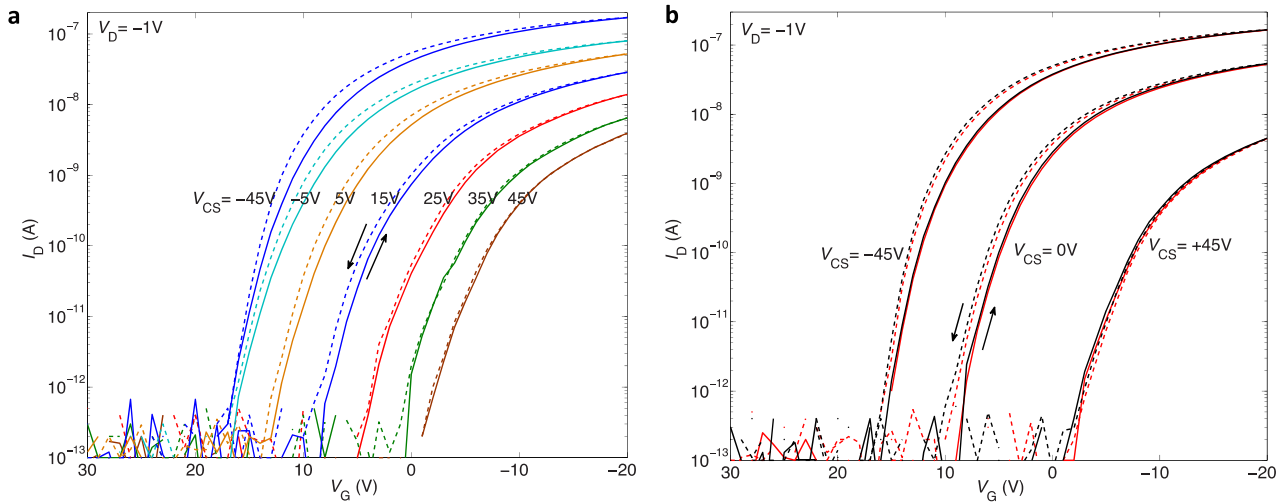 a
V_D = −1V
10^−7
10^−8
10^−9
10^−10
10^−11
10^−12
10^−13
I_D (A)
V_CS = −45V −5V 5V 15V 25V 35V 45V
30 20 10 0 −10 −20
V_G (V)
b
V_D = −1V
10^−7
10^−8
10^−9
10^−10
10^−11
10^−12
10^−13
I_D (A)
V_CS = −45V
V_CS = 0V
V_CS = +45V
30 20 10 0 −10 −20
V_G (V)